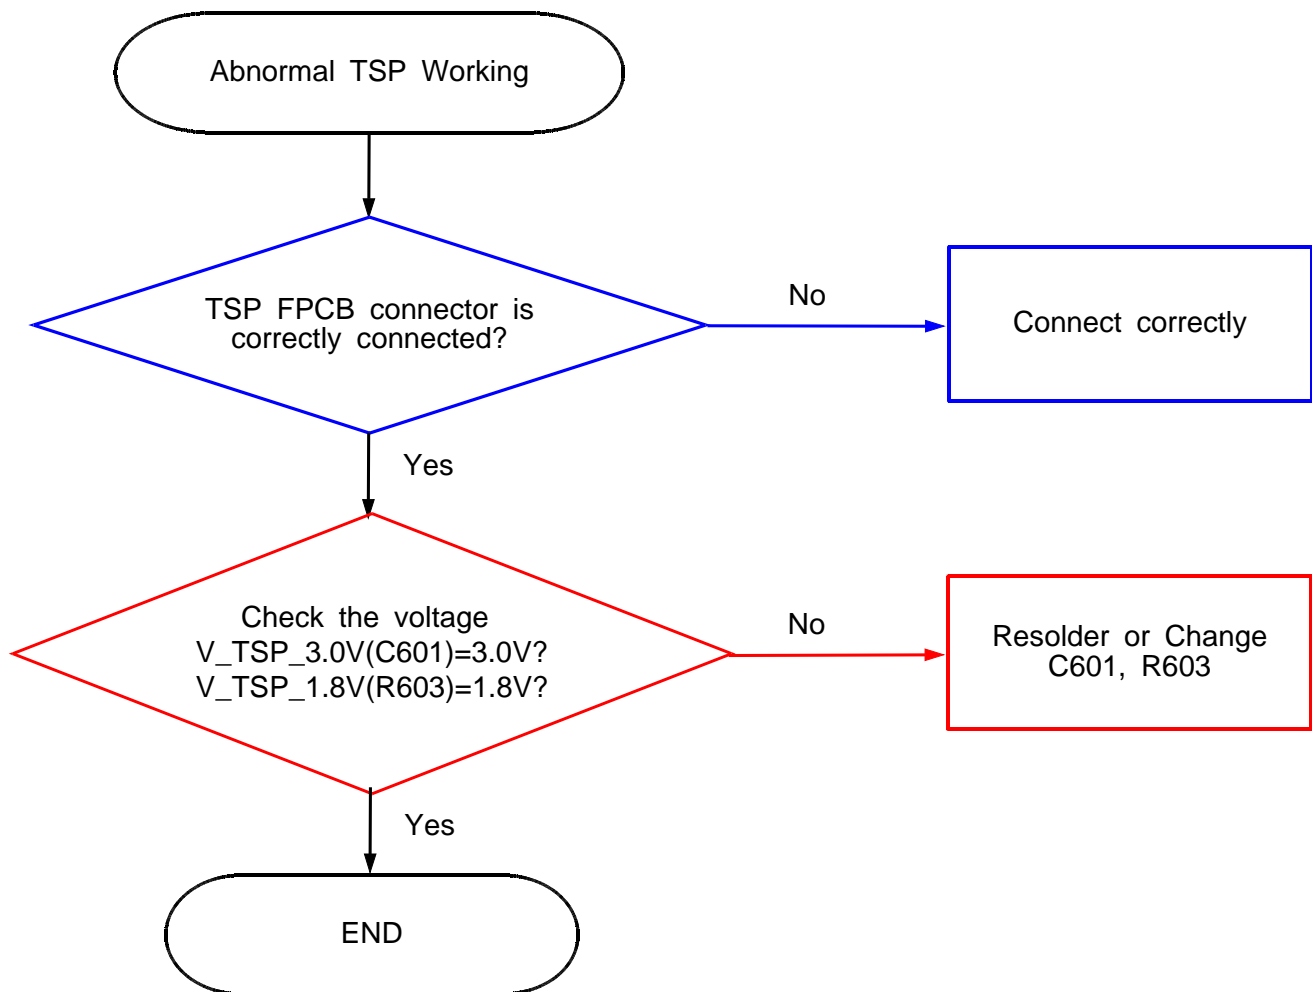 Abnormal TSP Working
TSP FPCB connector is
correctly connected?
No
Connect correctly
Yes
Check the voltage
V_TSP_3.0V(C601)=3.0V?
V_TSP_1.8V(R603)=1.8V?
No
Resolder or Change
C601, R603
Yes
END